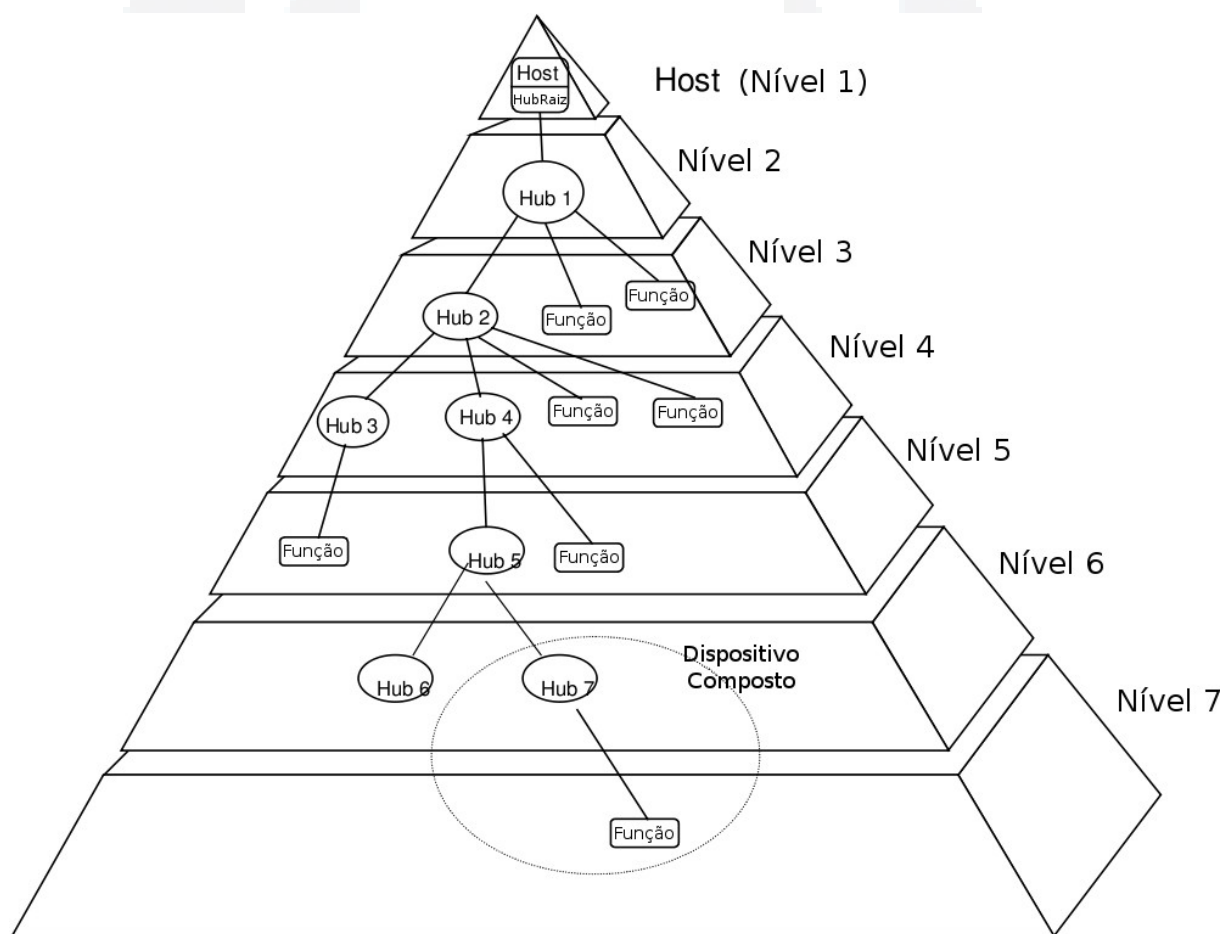 Host
HubRaiz
Host (Nível 1)
Nível 2
Hub 1
Nível 3
Função
Hub 2
Função
Nível 4
Função
Função
Hub 3
Hub 4
Nível 5
Função
Hub 5
Função
Nível 6
Dispositivo
Composto
Hub 6
Hub 7
Nível 7
Função